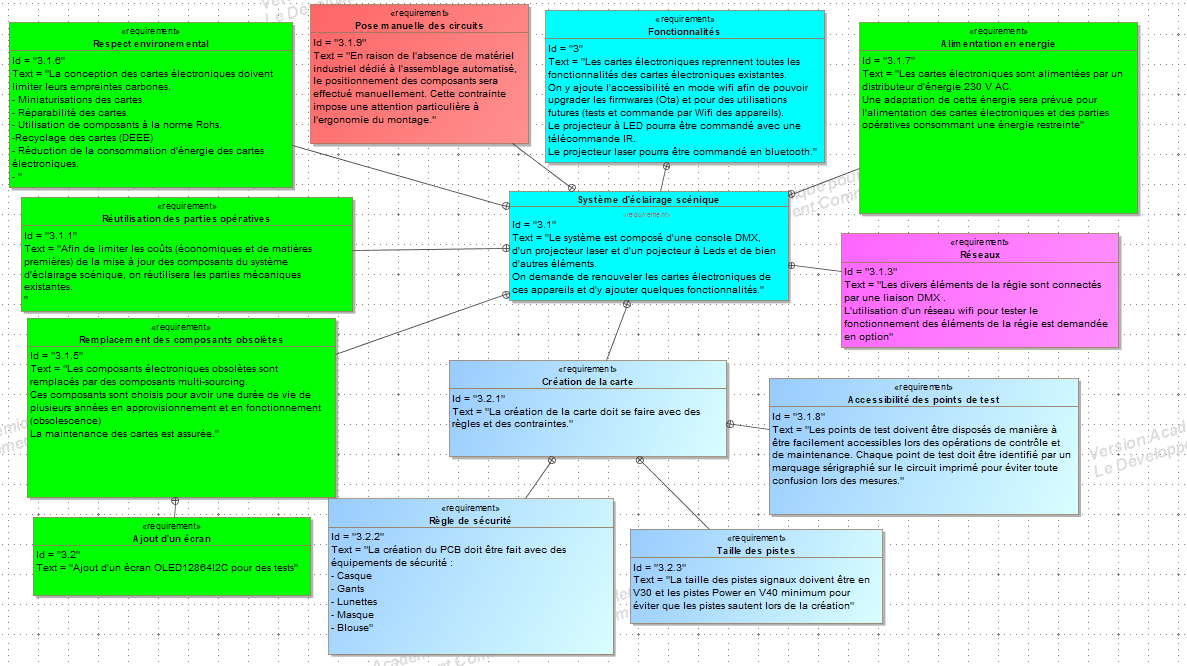 «requirement»
Respect environemental
Id = "3.1.6"
Text = "La conception des cartes électroniques doivent
limiter leurs empreintes carbones.
- Miniaturisations des cartes.
- Réparabilité des cartes.
- Utilisation de composants à la norme Rohs.
-Recyclage des cartes (DEEE)
- Réduction de la consommation d'énergie des cartes
électroniques.
- "
«requirement»
Pose manuelle des circuits
Id = "3.1.9"
Text = "En raison de l'absence de matériel
industriel dédié à l'assemblage automatisé,
le positionnement des composants sera
effectué manuellement. Cette contrainte
impose une attention particulière à
l'ergonomie du montage."
«requirement»
Fonctionnalités
Id = "3"
Text = "Les cartes électroniques reprennent toutes les
fonctionnalités des cartes électroniques existantes.
On y ajoute l'accessibilité en mode wifi afin de pouvoir
upgrader les firmwares (Ota) et pour des utilisations
futures (tests et commande par Wifi des appareils).
Le projecteur à LED pourra être commandé avec une
télécommande IR.
Le projecteur laser pourra être commandé en bluetooth."
«requirement»
Alimentation en energie
Id = "3.1.7"
Text = "Les cartes électroniques sont alimentées par un
distributeur d'énergie 230 V AC.
Une adaptation de cette énergie sera prévue pour
l'alimentation des cartes électroniques et des parties
opératives consommant une énergie restreinte"
«requirement»
Réutilisation des parties opératives
Id = "3.1.1"
Text = "Afin de limiter les coûts (économiques et de matières
premières) de la mise à jour des composants du système
d'éclairage scénique, on réutilisera les parties mécaniques
existantes.
"
Système d'éclairage scénique
«requirement»
Id = "3.1"
Text = "Le système est composé d'une console DMX,
d'un projecteur laser et d'un projecteur à Leds et de bien
d'autres éléments.
On demande de renouveler les cartes électroniques de
ces appareils et d'y ajouter quelques fonctionnalités."
«requirement»
Réseaux
Id = "3.1.3"
Text = "Les divers éléments de la régie sont connectés
par une liaison DMX .
L'utilisation d'un réseau wifi pour tester le
fonctionnement des éléments de la régie est demandée
en option"
«requirement»
Remplacement des composants obsolètes
Id = "3.1.5"
Text = "Les composants électroniques obsolètes sont
remplacés par des composants multi-sourcing.
Ces composants sont choisis pour avoir une durée de vie de
plusieurs années en approvisionnement et en fonctionnement
(obsolescence)
La maintenance des cartes est assurée."
«requirement»
Création de la carte
Id = "3.2.1"
Text = "La création de la carte doit se faire avec des
règles et des contraintes."
«requirement»
Accessibilité des points de test
Id = "3.1.8"
Text = "Les points de test doivent être disposés de manière à
être facilement accessibles lors des opérations de contrôle et
de maintenance. Chaque point de test doit être identifié par un
marquage sérigraphié sur le circuit imprimé pour éviter toute
confusion lors des mesures."
«requirement»
Ajout d'un écran
Id = "3.2"
Text = "Ajout d'un écran OLED12864I2C pour des tests"
«requirement»
Règle de sécurité
Id = "3.2.2"
Text = "La création du PCB doit être fait avec des
équipements de sécurité :
- Casque
- Gants
- Lunettes
- Masque
- Blouse"
«requirement»
Taille des pistes
Id = "3.2.3"
Text = "La taille des pistes signaux doivent être en
V30 et les pistes Power en V40 minimum pour
éviter que les pistes sautent lors de la création"